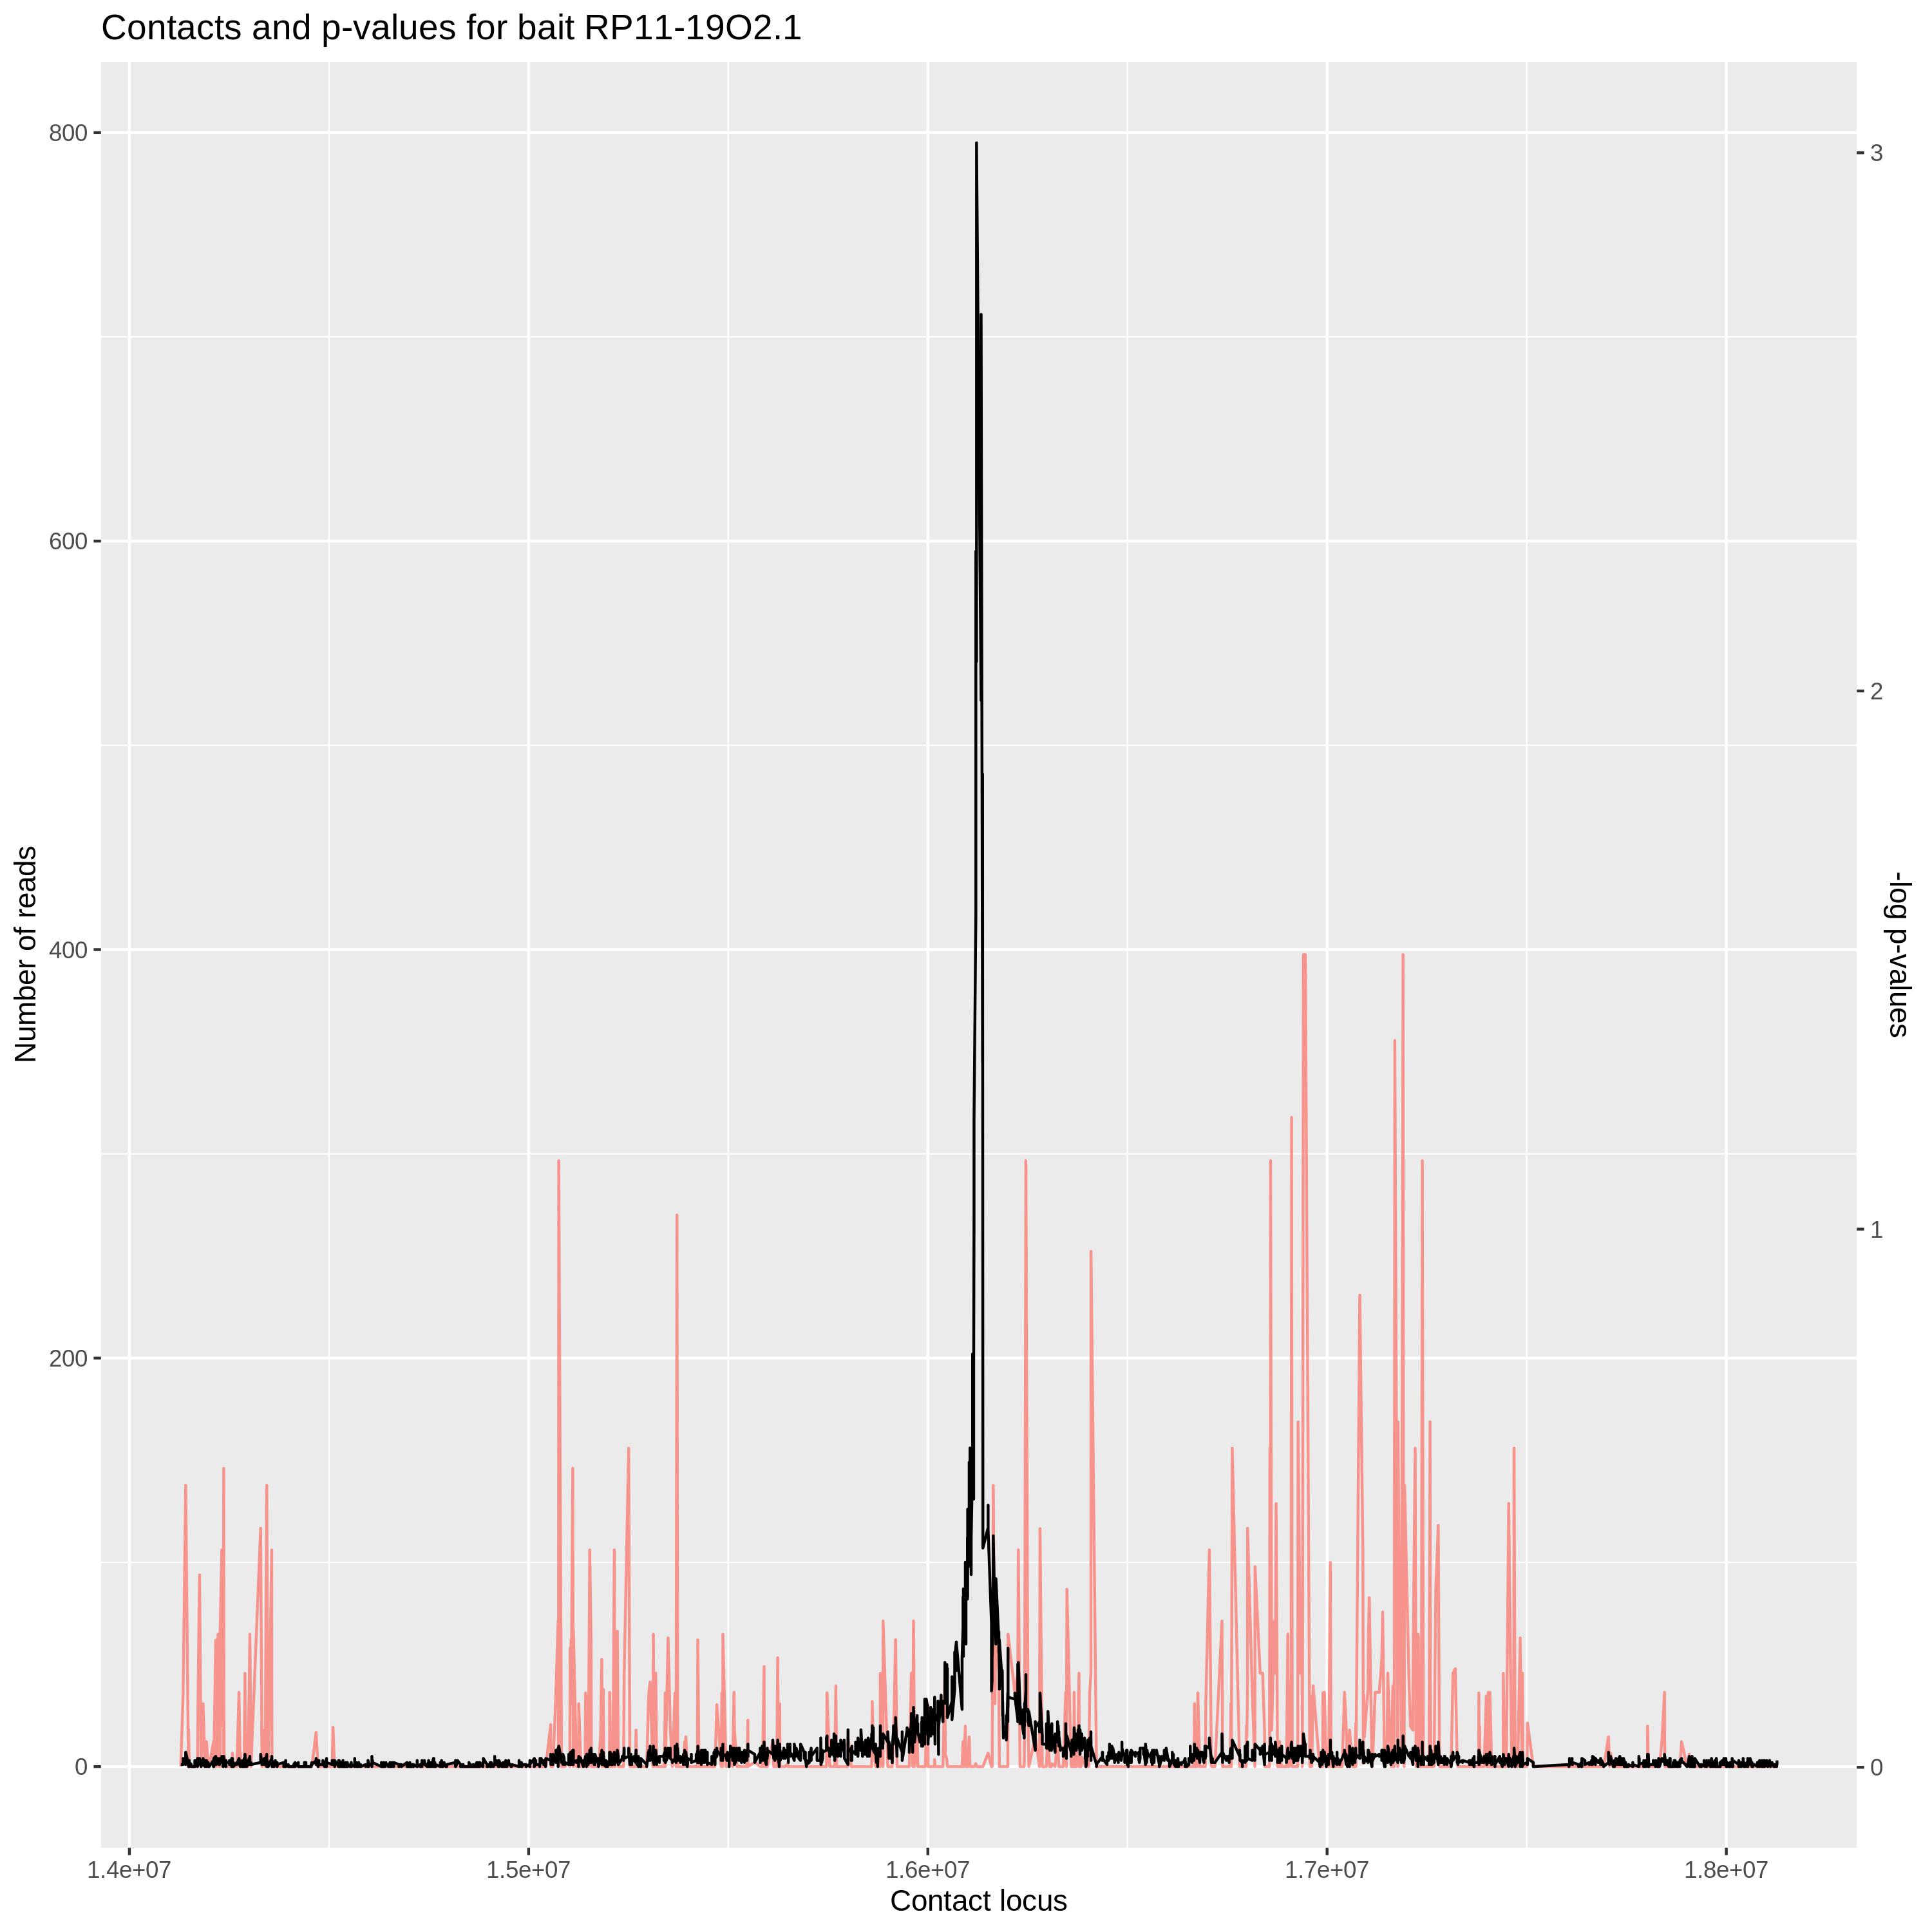 Contacts and p-values for bait RP11-19O2.1
800
600
400
200
0
Number of reads
3
2
1
0
-log p-values
1.4e+07 1.5e+07 1.6e+07 1.7e+07 1.8e+07
Contact locus